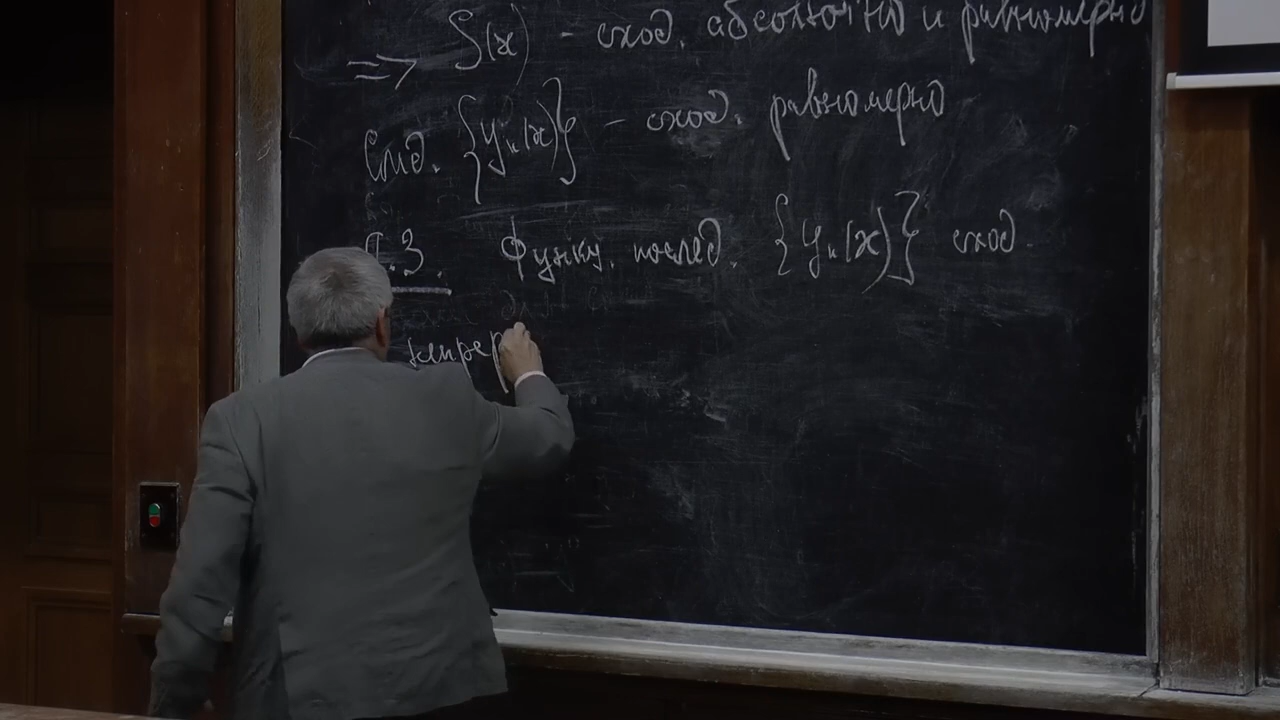 => S(x) - сход. абсолютно и равномерно
След. {yₙ(x)} - сход. равномерно
.3. Функц. послед. {yₙ(x)} сход.
непрер